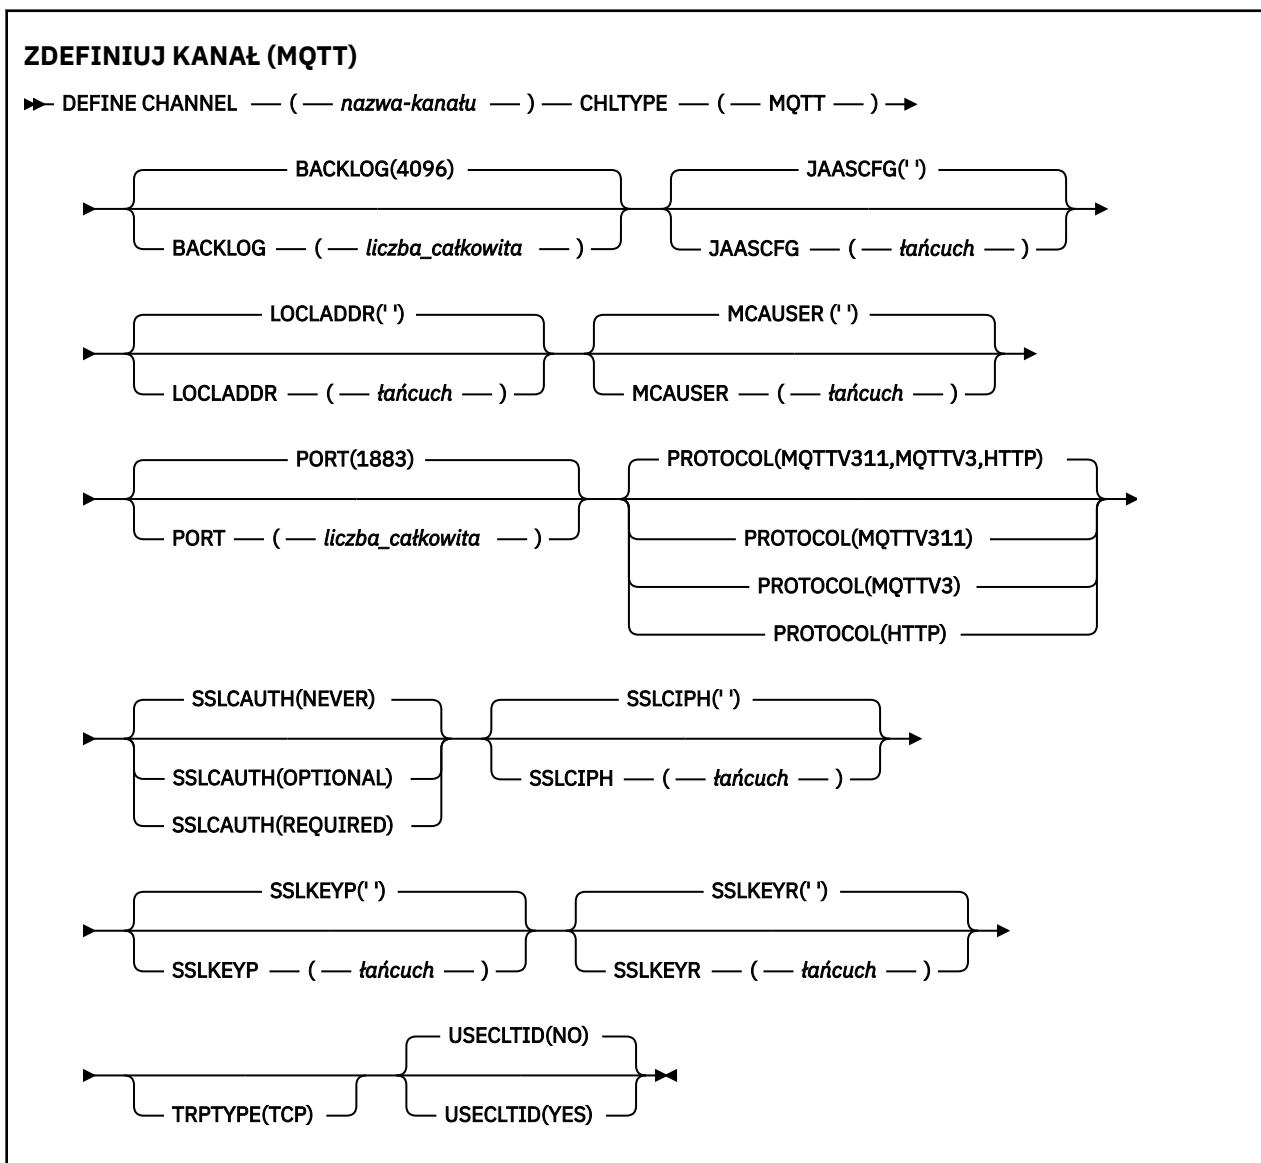 ZDEFINIUJ KANAŁ (MQTT)
DEFINE CHANNEL ( nazwa-kanału ) CHLTYPE ( MQTT )
BACKLOG(4096) JAASCFG(' ')
BACKLOG ( liczba_całkowita ) JAASCFG ( łańcuch )
LOCLADDR(' ') MCAUSER (' ')
LOCLADDR ( łańcuch ) MCAUSER ( łańcuch )
PORT(1883) PROTOCOL(MQTTV311,MQTTV3,HTTP)
PORT ( liczba_całkowita ) PROTOCOL(MQTTV311)
PROTOCOL(MQTTV3)
PROTOCOL(HTTP)
SSLCAUTH(NEVER) SSLCIPH(' ')
SSLCAUTH(OPTIONAL) SSLCIPH ( łańcuch )
SSLCAUTH(REQUIRED)
SSLKEYP(' ') SSLKEYR(' ')
SSLKEYP ( łańcuch ) SSLKEYR ( łańcuch )
USECLTID(NO)
TRPTYPE(TCP) USECLTID(YES)